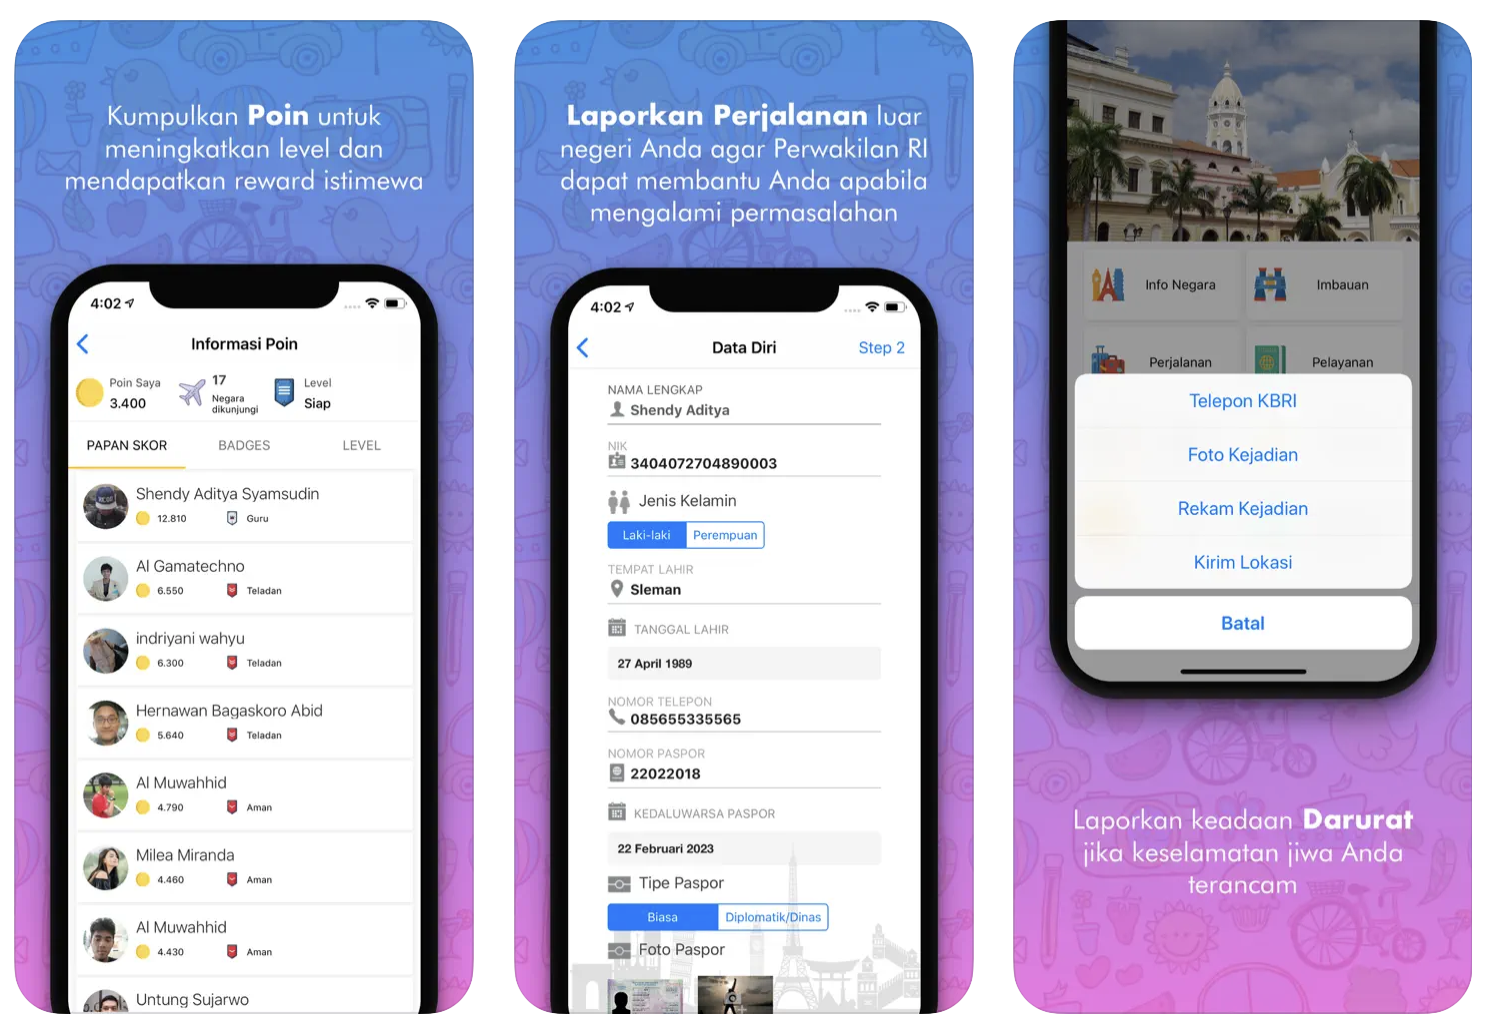 Kumpulkan Poin untuk
meningkatkan level dan
mendapatkan reward istimewa
4:02
Informasi Poin
Poin Saya
3.400
17
Negara
dikunjungi
Level
Siap
PAPAN SKOR
BADGES
LEVEL
Shendy Aditya Syamsudin
12.810
Guru
Al Gamatechno
6.550
Teladan
indriyani wahyu
6.300
Teladan
Hernawan Bagaskoro Abid
5.640
Teladan
Al Muwahhid
4.790
Aman
Milea Miranda
4.460
Aman
Al Muwahhid
4.430
Aman
Untung Sujarwo
Laporkan Perjalanan luar
negeri Anda agar Perwakilan RI
dapat membantu Anda apabila
mengalami permasalahan
4:02
Data Diri
Step 2
NAMA LENGKAP
Shendy Aditya
NIK
3404072704890003
Jenis Kelamin
Laki-laki
Perempuan
TEMPAT LAHIR
Sleman
TANGGAL LAHIR
27 April 1989
NOMOR TELEPON
085655335565
NOMOR PASPOR
22022018
KEDALUWARSA PASPOR
22 Februari 2023
Tipe Paspor
Biasa
Diplomatik/Dinas
Foto Paspor
Info Negara
Imbauan
Perjalanan
Pelayanan
Telepon KBRI
Foto Kejadian
Rekam Kejadian
Kirim Lokasi
Batal
Laporkan keadaan Darurat
jika keselamatan jiwa Anda
terancam